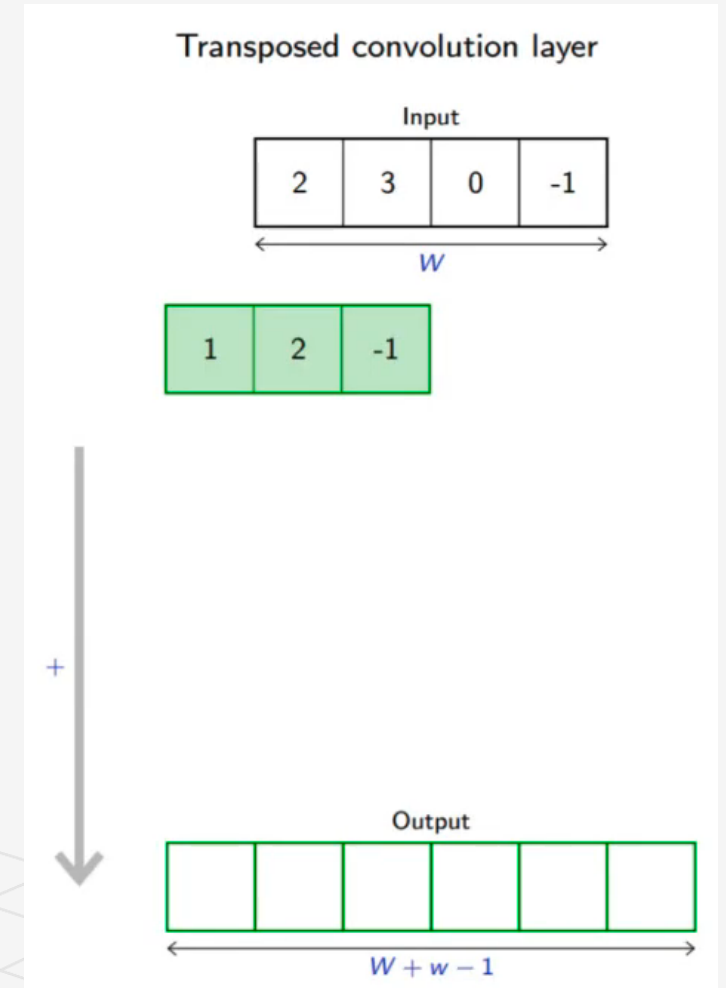 Transposed convolution layer
Input
2 3 0 -1
W
1 2 -1
+
Output
W + w − 1